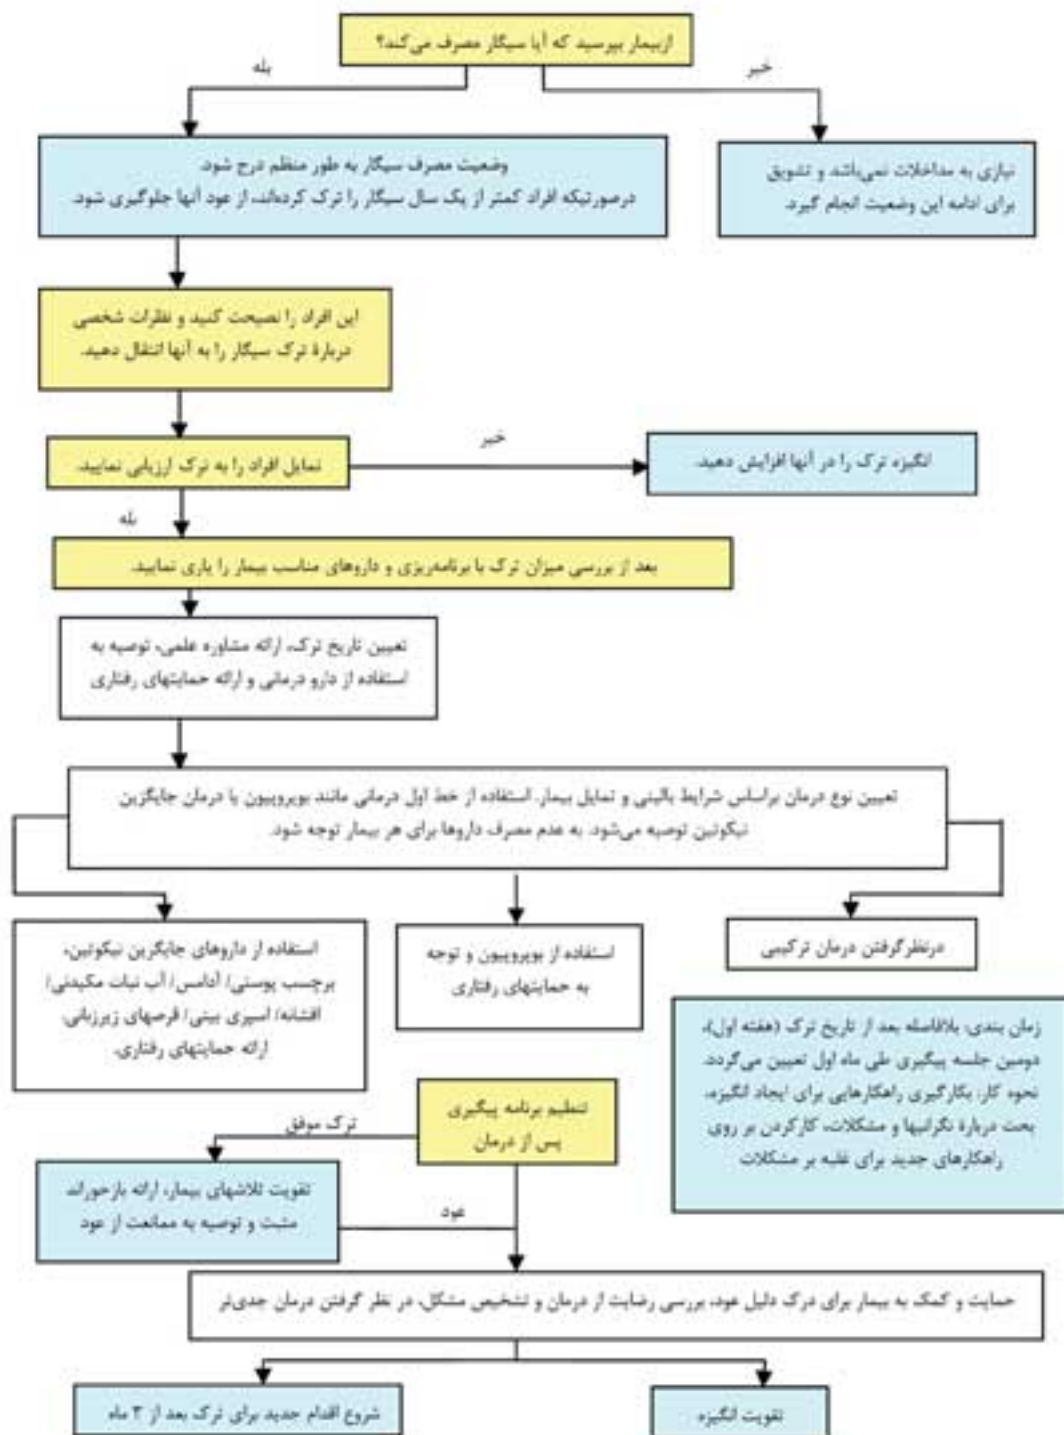 ازبیمار بپرسید که آیا سیگار مصرف می‌کند؟
خیر
بله
نیازی به مداخلات نمی‌باشد و تشویق
برای ادامه این وضعیت انجام گیرد.
وضعیت مصرف سیگار به طور منظم درج شود.
درصورتیکه افراد کمتر از یک سال سیگار را ترک کرده‌اند، از عود آنها جلوگیری شود.
این افراد را نصیحت کنید و نظرات شخصی
دربارهٔ ترک سیگار را به آنها انتقال دهید.
تمایل افراد را به ترک ارزیابی نمایید.
خیر
انگیزه ترک را در آنها افزایش دهید.
بله
بعد از بررسی میزان ترک با برنامه‌ریزی و داروهای مناسب بیمار را یاری نمایید.
تعیین تاریخ ترک، ارائه مشاوره علمی، توصیه به
استفاده از دارو درمانی و ارائه حمایتهای رفتاری
تعیین نوع درمان براساس شرایط بالینی و تمایل بیمار. استفاده از خط اول درمانی مانند بوپروپیون یا درمان جایگزین
نیکوتین توصیه می‌شود. به عدم مصرف داروها برای هر بیمار توجه شود.
درنظرگرفتن درمان ترکیبی
استفاده از بوپروپیون و توجه
به حمایتهای رفتاری
استفاده از داروهای جایگزین نیکوتین،
برچسب پوستی/ آدامس/ آب نبات مکیدنی/
افشانه/ اسپری بینی/ قرصهای زیرزبانی.
ارائه حمایتهای رفتاری.
زمان بندی: بلافاصله بعد از تاریخ ترک (هفته اول)،
دومین جلسه پیگیری طی ماه اول تعیین می‌گردد.
نحوه کار: بکارگیری راهکارهایی برای ایجاد انگیزه،
بحث دربارهٔ نگرانیها و مشکلات، کارکردن بر روی
راهکارهای جدید برای غلبه بر مشکلات
تنظیم برنامه پیگیری
پس از درمان
ترک موفق
تقویت تلاشهای بیمار، ارائه بازخوراند
مثبت و توصیه به ممانعت از عود
عود
حمایت و کمک به بیمار برای درک دلیل عود، بررسی رضایت از درمان و تشخیص مشکل، در نظر گرفتن درمان جدی‌تر
تقویت انگیزه
شروع اقدام جدید برای ترک بعد از ۳ ماه